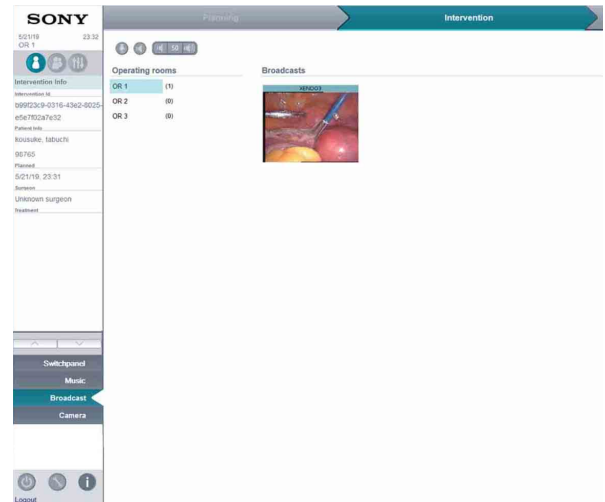 SONY
Planning
Intervention
5/21/19 23:32
OR 1
50
Intervention Info
Intervention Id
b99f23c9-0316-43e2-8025-
e5e7f02a7e32
Patient Info
kousuke, tabuchi
98765
Planned
5/21/19, 23:31
Surgeon
Unknown surgeon
Treatment
Operating rooms
OR 1 (1)
OR 2 (0)
OR 3 (0)
Broadcasts
Switchpanel
Music
Broadcast
Camera
Logout